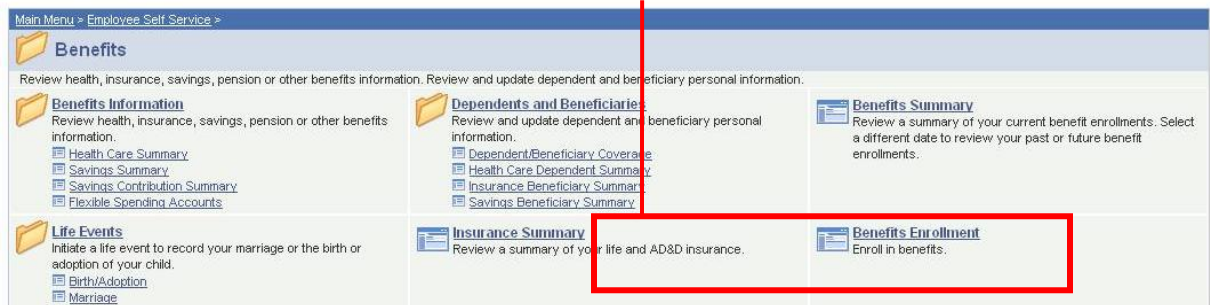 Main Menu > Employee Self Service >
Benefits
Review health, insurance, savings, pension or other benefits information. Review and update dependent and beneficiary personal information.
Benefits Information
Review health, insurance, savings, pension or other benefits
information.
Health Care Summary
Savings Summary
Savings Contribution Summary
Flexible Spending Accounts
Dependents and Beneficiaries
Review and update dependent and beneficiary personal
information.
Dependent/Beneficiary Coverage
Health Care Dependent Summary
Insurance Beneficiary Summary
Savings Beneficiary Summary
Benefits Summary
Review a summary of your current benefit enrollments. Select
a different date to review your past or future benefit
enrollments.
Life Events
Initiate a life event to record your marriage or the birth or
adoption of your child.
Birth/Adoption
Marriage
Insurance Summary
Review a summary of your life and AD&D insurance.
Benefits Enrollment
Enroll in benefits.